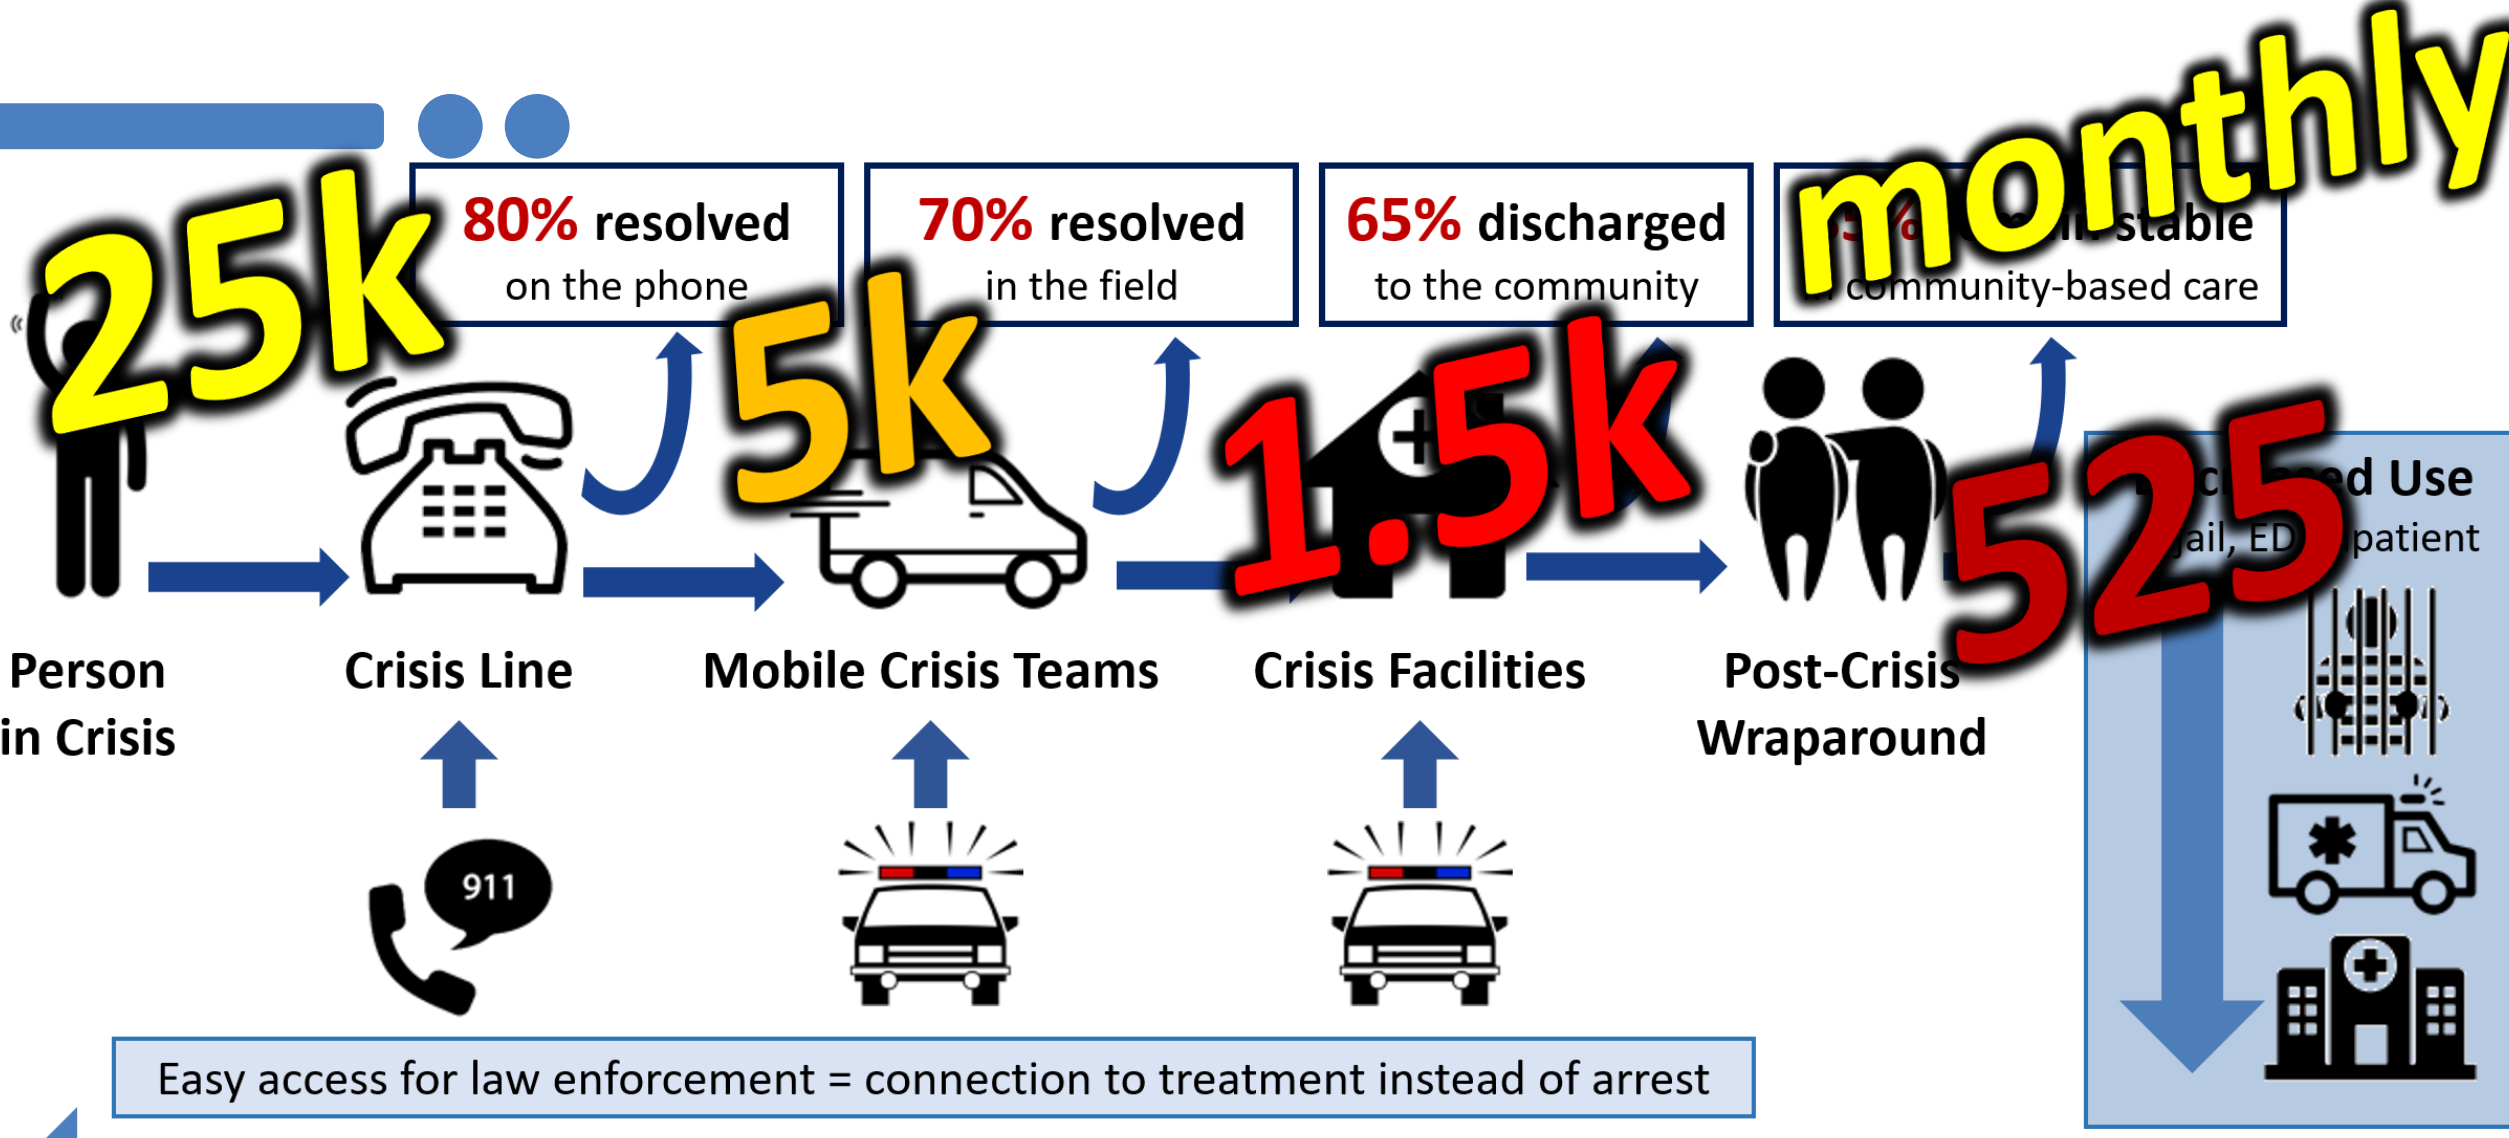 monthly
25k
80% resolved
on the phone
70% resolved
in the field
65% discharged
to the community
stable
community-based care
5k
1.5k
525
Use
jail, ED
Person
in Crisis
Crisis Line
Mobile Crisis Teams
Crisis Facilities
Post-Crisis
Wraparound
911
Easy access for law enforcement = connection to treatment instead of arrest